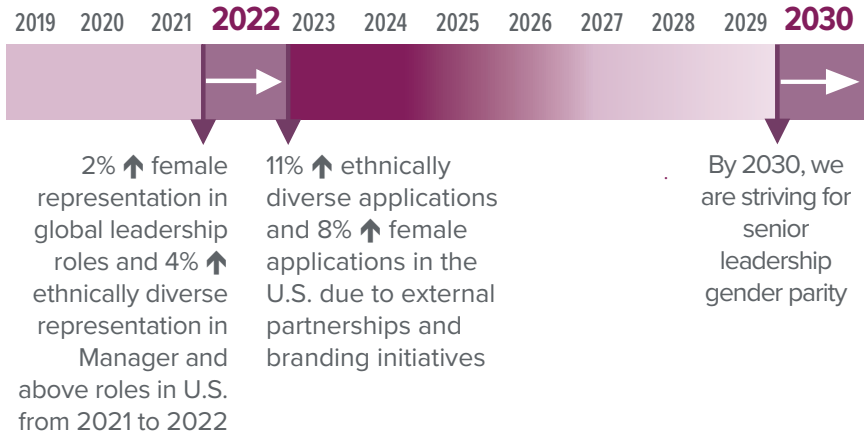 2019 2020 2021 2022 2023 2024 2025 2026 2027 2028 2029 2030
2% ↑ female
representation in
global leadership
roles and 4% ↑
ethnically diverse
representation in
Manager and
above roles in U.S.
from 2021 to 2022
11% ↑ ethnically
diverse applications
and 8% ↑ female
applications in the
U.S. due to external
partnerships and
branding initiatives
By 2030, we
are striving for
senior
leadership
gender parity